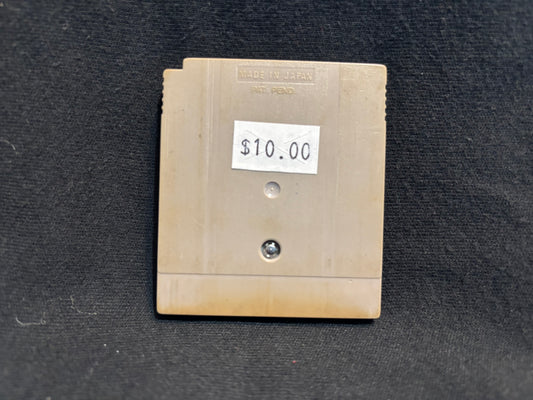 MADE IN JAPAN
PAT. PEND.
$10.00